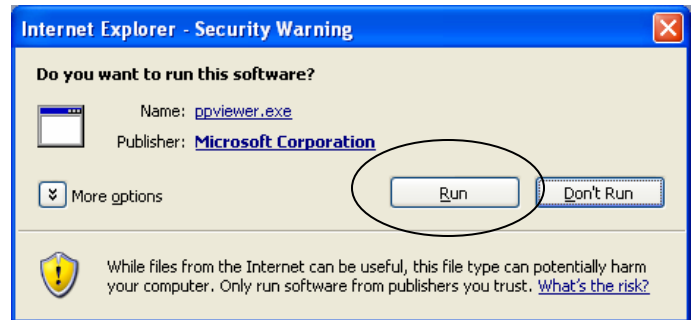 Internet Explorer - Security Warning
Do you want to run this software?
Name: ppviewer.exe
Publisher: Microsoft Corporation
More options
Run
Don't Run
While files from the Internet can be useful, this file type can potentially harm
your computer. Only run software from publishers you trust. What's the risk?